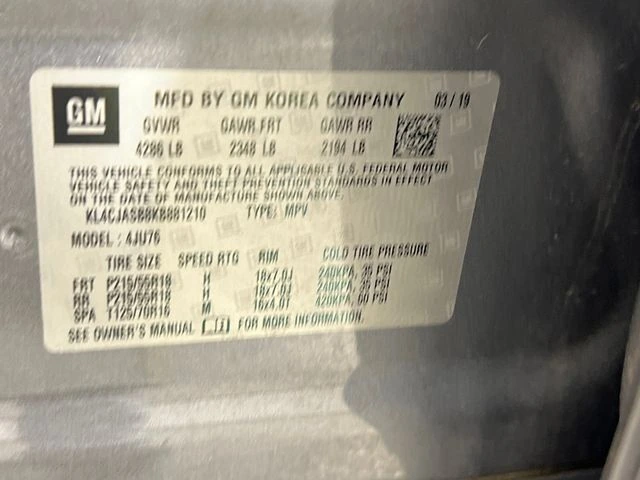 GM
MFD BY GM KOREA COMPANY 03/19
GVWR GAWR FRT GAWR RR
4286 LB 2348 LB 2194 LB
THIS VEHICLE CONFORMS TO ALL APPLICABLE U.S. FEDERAL MOTOR
VEHICLE SAFETY AND THEFT PREVENTION STANDARDS IN EFFECT
ON THE DATE OF MANUFACTURE SHOWN ABOVE.
KL4CJASB8KB881210 TYPE: MPV
MODEL: 4JU76
TIRE SIZE SPEED RTG RIM COLD TIRE PRESSURE
FRT P215/55R18 H 18x7.0J 240KPA, 35 PSI
RR P215/55R18 H 18x7.0J 240KPA, 35 PSI
SPA T125/70R16 M 16x4.0T 420KPA, 60 PSI
SEE OWNER'S MANUAL FOR MORE INFORMATION.